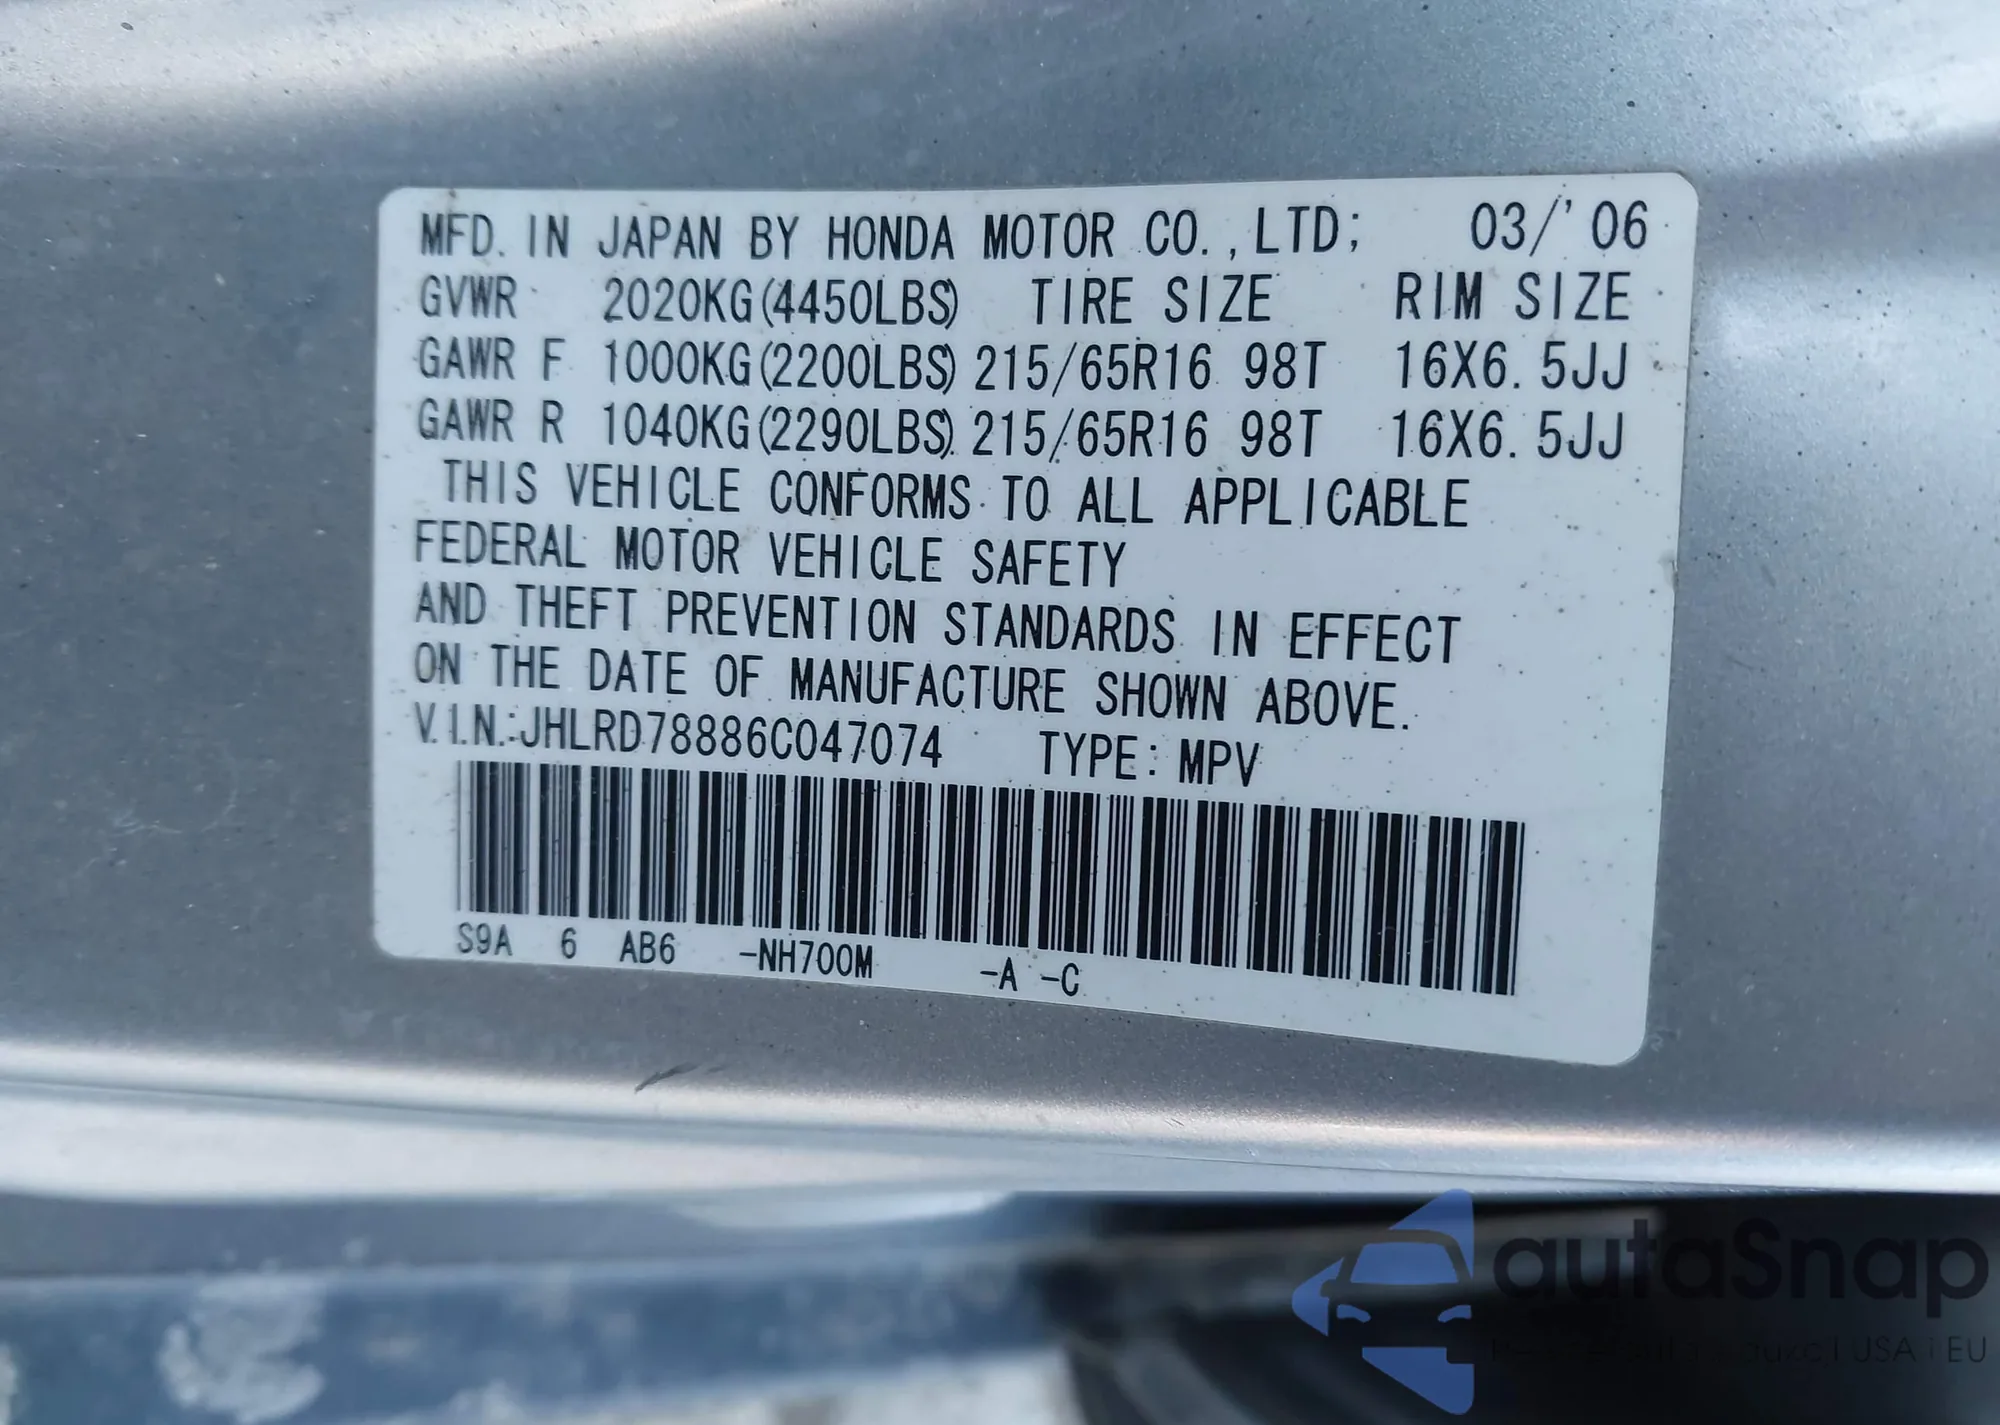 MFD. IN JAPAN BY HONDA MOTOR CO.,LTD; 03/'06
GVWR 2020KG(4450LBS) TIRE SIZE RIM SIZE
GAWR F 1000KG(2200LBS) 215/65R16 98T 16X6.5JJ
GAWR R 1040KG(2290LBS) 215/65R16 98T 16X6.5JJ
THIS VEHICLE CONFORMS TO ALL APPLICABLE
FEDERAL MOTOR VEHICLE SAFETY
AND THEFT PREVENTION STANDARDS IN EFFECT
ON THE DATE OF MANUFACTURE SHOWN ABOVE.
V.I.N.:JHLRD78886C047074 TYPE: MPV
S9A 6 AB6 -NH700M -A -C
autaSnap
USA i EU